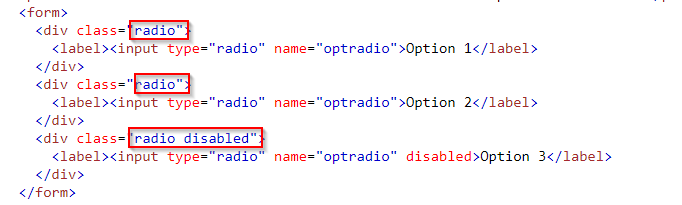 <form>
<div class="radio">
<label><input type="radio" name="optradio">Option 1</label>
</div>
<div class="radio">
<label><input type="radio" name="optradio">Option 2</label>
</div>
<div class="radio disabled">
<label><input type="radio" name="optradio" disabled>Option 3</label>
</div>
</form>